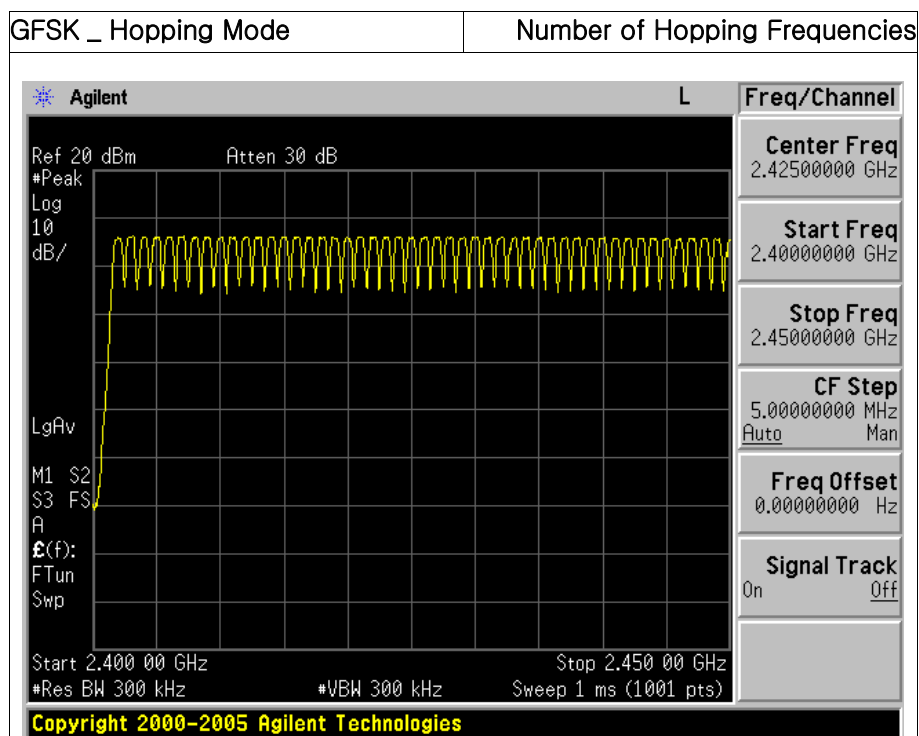 GFSK _ Hopping Mode
Number of Hopping Frequencies
Agilent
L
Freq/Channel
Ref 20 dBm
Atten 30 dB
#Peak
Log
10
dB/
LgAv
M1 S2
S3 FS
A
£(f):
FTun
Swp
Start 2.400 00 GHz
Stop 2.450 00 GHz
#Res BW 300 kHz
#VBW 300 kHz
Sweep 1 ms (1001 pts)
Center Freq
2.42500000 GHz
Start Freq
2.40000000 GHz
Stop Freq
2.45000000 GHz
CF Step
5.00000000 MHz
Auto Man
Freq Offset
0.00000000 Hz
Signal Track
On Off
Copyright 2000-2005 Agilent Technologies